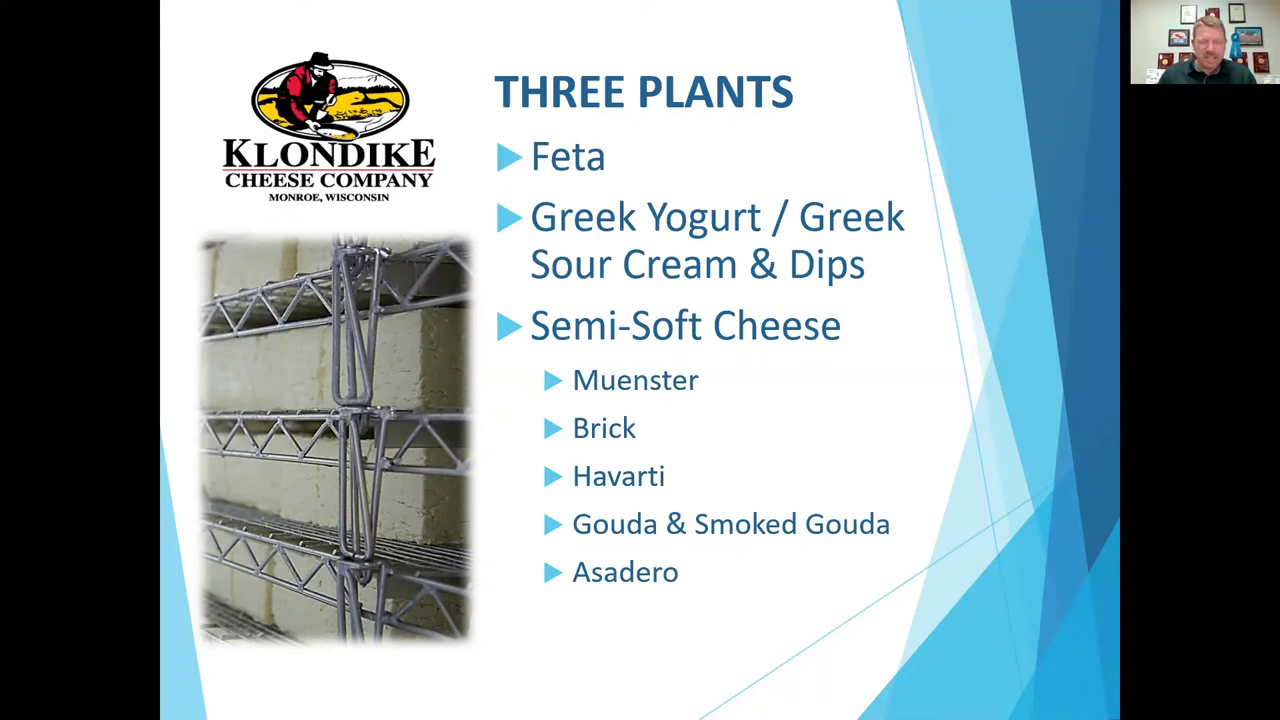 KLONDIKE
CHEESE COMPANY
MONROE, WISCONSIN
THREE PLANTS
Feta
Greek Yogurt / Greek
Sour Cream & Dips
Semi-Soft Cheese
Muenster
Brick
Havarti
Gouda & Smoked Gouda
Asadero